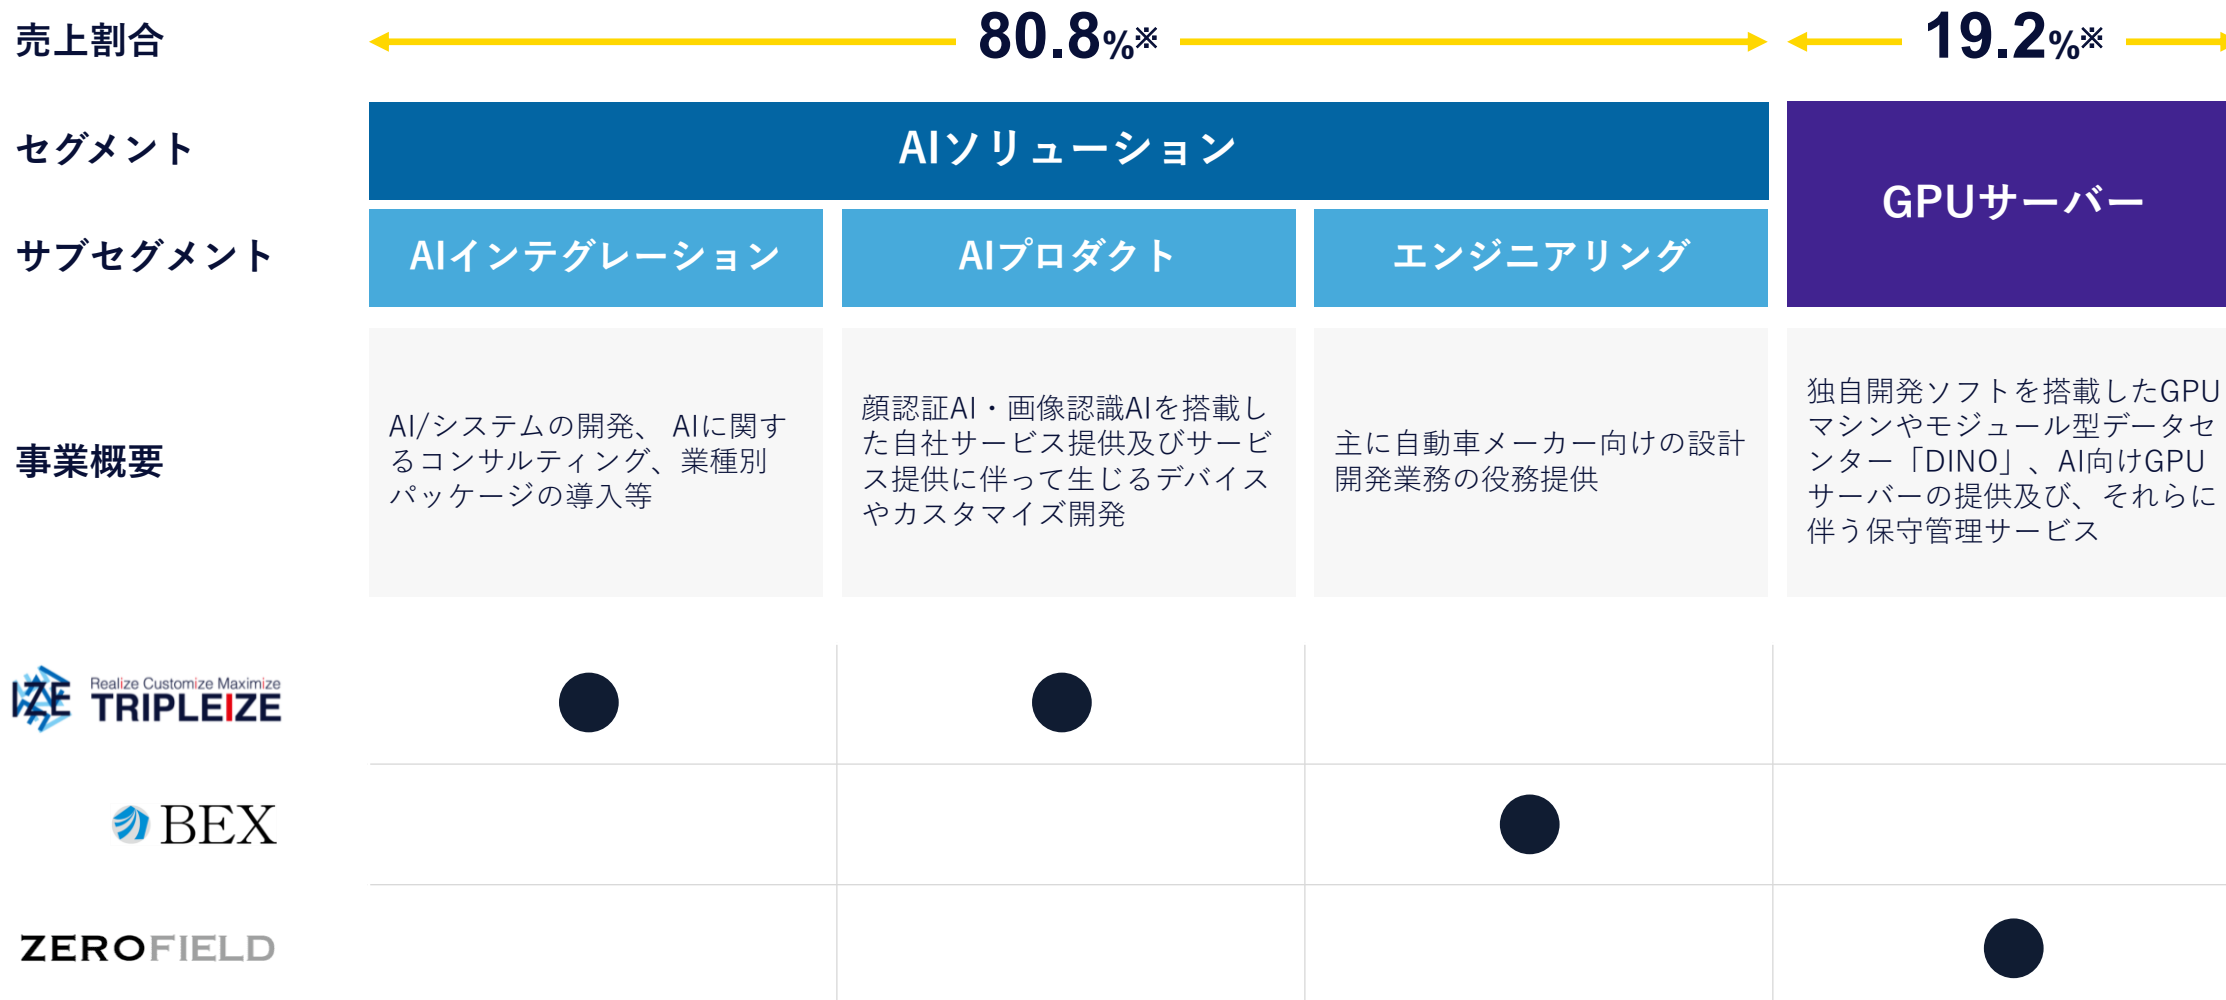 売上割合
80.8%※
19.2%※
セグメント
AIソリューション
GPUサーバー
サブセグメント
AIインテグレーション
AIプロダクト
エンジニアリング
事業概要
AI/システムの開発、 AIに関す
るコンサルティング、業種別
パッケージの導入等
顔認証AI・画像認識AIを搭載し
た自社サービス提供及びサービ
ス提供に伴って生じるデバイス
やカスタマイズ開発
主に自動車メーカー向けの設計
開発業務の役務提供
独自開発ソフトを搭載したGPU
マシンやモジュール型データセ
ンター「DINO」、AI向けGPU
サーバーの提供及び、それらに
伴う保守管理サービス
IZE
Realize Customize Maximize
TRIPLEIZE
BEX
ZEROFIELD